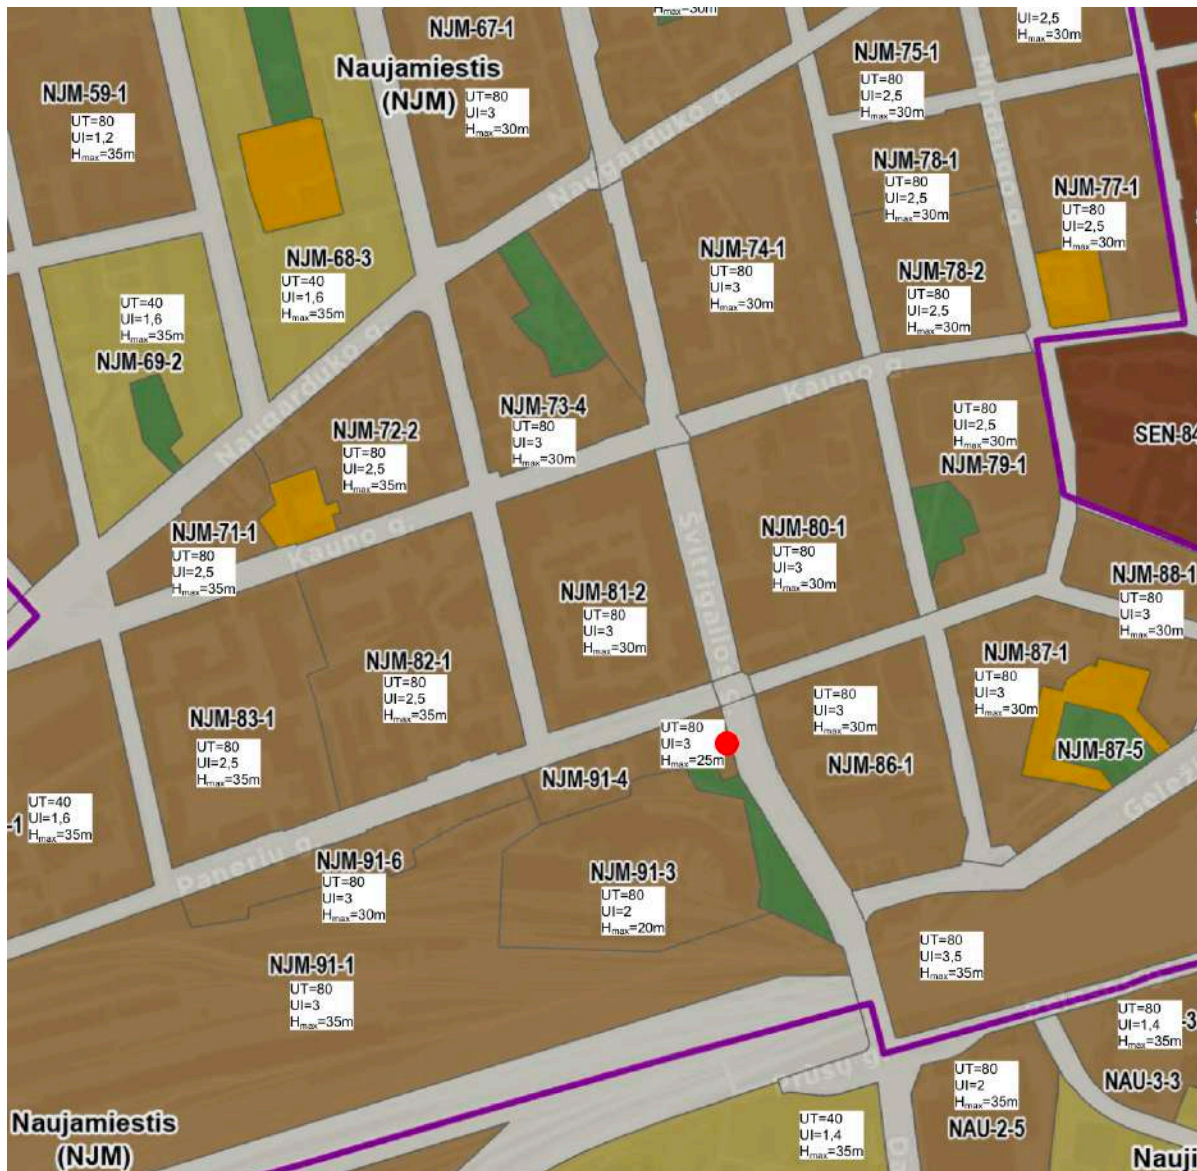 NJM-67-1
UT=80
UI=3
Hmax=30m
Hmax=30m
UI=2,5
Hmax=30m
NJM-75-1
UT=80
UI=2,5
Hmax=30m
Naujamiestis
(NJM)
NJM-59-1
UT=80
UI=1,2
Hmax=35m
Mindaugo g.
Naugarduko g.
NJM-78-1
UT=80
UI=2,5
Hmax=30m
NJM-77-1
UT=80
UI=2,5
Hmax=30m
NJM-68-3
UT=40
UI=1,6
Hmax=35m
NJM-74-1
UT=80
UI=3
Hmax=30m
NJM-78-2
UT=80
UI=2,5
Hmax=30m
UT=40
UI=1,6
Hmax=35m
NJM-69-2
Naugarduko g.
Kauno g.
NJM-73-4
UT=80
UI=3
Hmax=30m
NJM-72-2
UT=80
UI=2,5
Hmax=35m
UT=80
UI=2,5
Hmax=30m
NJM-79-1
SEN-84
NJM-71-1
UT=80
UI=2,5
Hmax=35m
Kauno g.
Švitrigailos g.
NJM-80-1
UT=80
UI=3
Hmax=30m
NJM-88-1
UT=80
UI=3
Hmax=30m
NJM-81-2
UT=80
UI=3
Hmax=30m
NJM-82-1
UT=80
UI=2,5
Hmax=35m
NJM-87-1
UT=80
UI=3
Hmax=30m
NJM-87-5
NJM-83-1
UT=80
UI=2,5
Hmax=35m
UT=80
UI=3
Hmax=25m
UT=80
UI=3
Hmax=30m
NJM-86-1
NJM-91-4
-1
UT=40
UI=1,6
Hmax=35m
Panerių g.
NJM-91-6
UT=80
UI=3
Hmax=30m
NJM-91-3
UT=80
UI=2
Hmax=20m
NJM-91-1
UT=80
UI=3
Hmax=35m
UT=80
UI=3,5
Hmax=35m
UT=80
UI=1,4
Hmax=35m
-3
Prūsų g.
UT=80
UI=2
Hmax=35m
NAU-2-5
NAU-3-3
UT=40
UI=1,4
Hmax=35m
Naujamiestis
(NJM)
Nauji